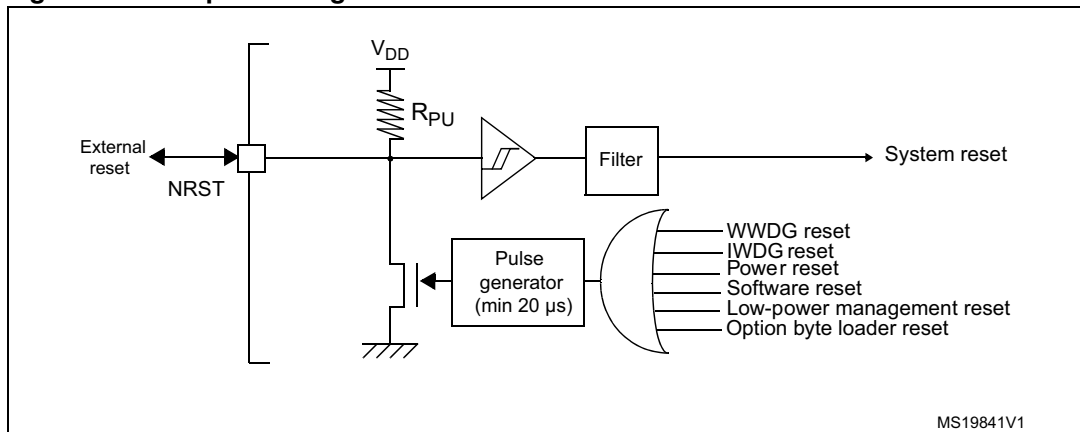 V_DD
R_PU
External
reset
NRST
Filter
System reset
Pulse
generator
(min 20 µs)
WWDG reset
IWDG reset
Power reset
Software reset
Low-power management reset
Option byte loader reset
MS19841V1